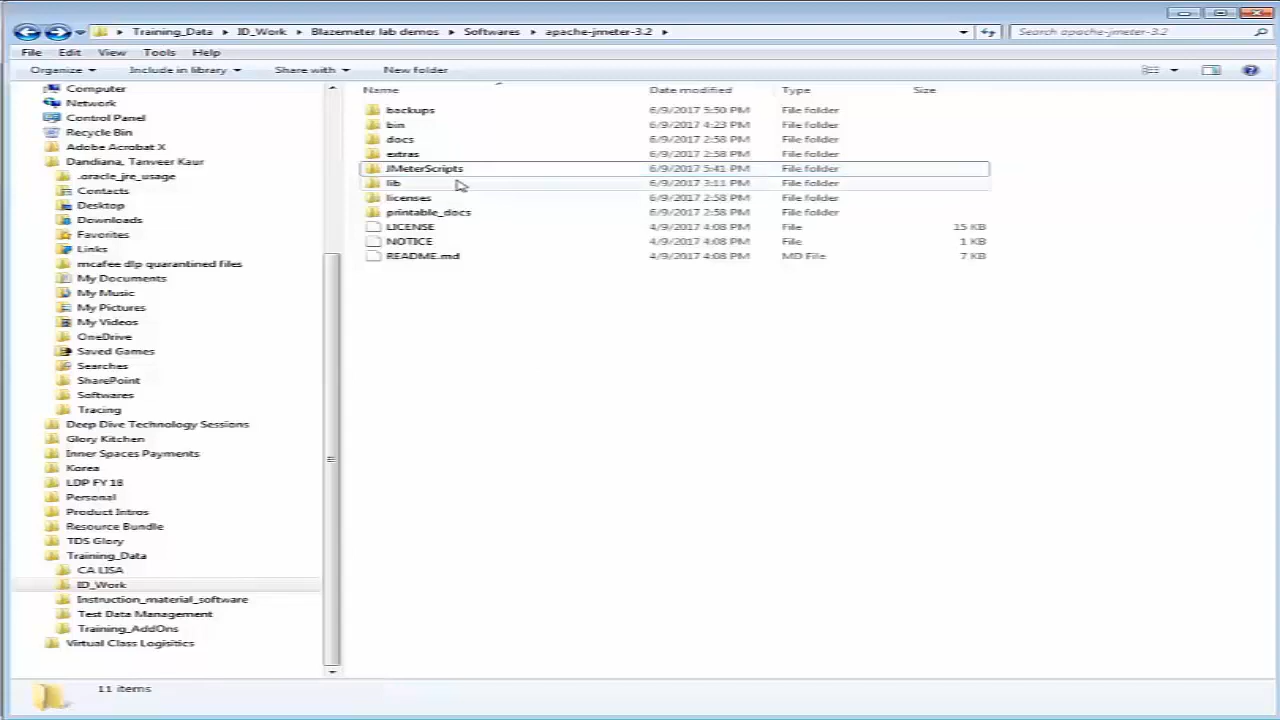 Training_Data ID_Work Blazemeter lab demos Softwares apache-jmeter-3.2 Search apache-jmeter-3.2
File Edit View Tools Help
Organize Include in library Share with New folder
Computer
Network
Control Panel
Recycle Bin
Adobe Acrobat X
Dandiana, Tanveer Kaur
.oracle_jre_usage
Contacts
Desktop
Downloads
Favorites
Links
mcafee dlp quarantined files
My Documents
My Music
My Pictures
My Videos
OneDrive
Saved Games
Searches
SharePoint
Softwares
Tracing
Deep Dive Technology Sessions
Glory Kitchen
Inner Spaces Payments
Korea
LDP FY 18
Personal
Product Intros
Resource Bundle
TDS Glory
Training_Data
CA LISA
ID_Work
Instruction_material_software
Test Data Management
Training_AddOns
Virtual Class Logisitics
Name Date modified Type Size
backups 6/9/2017 5:50 PM File folder
bin 6/9/2017 4:23 PM File folder
docs 6/9/2017 2:58 PM File folder
extras 6/9/2017 2:58 PM File folder
JMeterScripts 6/9/2017 5:41 PM File folder
lib 6/9/2017 3:11 PM File folder
licenses 6/9/2017 2:58 PM File folder
printable_docs 6/9/2017 2:58 PM File folder
LICENSE 4/9/2017 4:08 PM File 15 KB
NOTICE 4/9/2017 4:08 PM File 1 KB
README.md 4/9/2017 4:08 PM MD File 7 KB
11 items